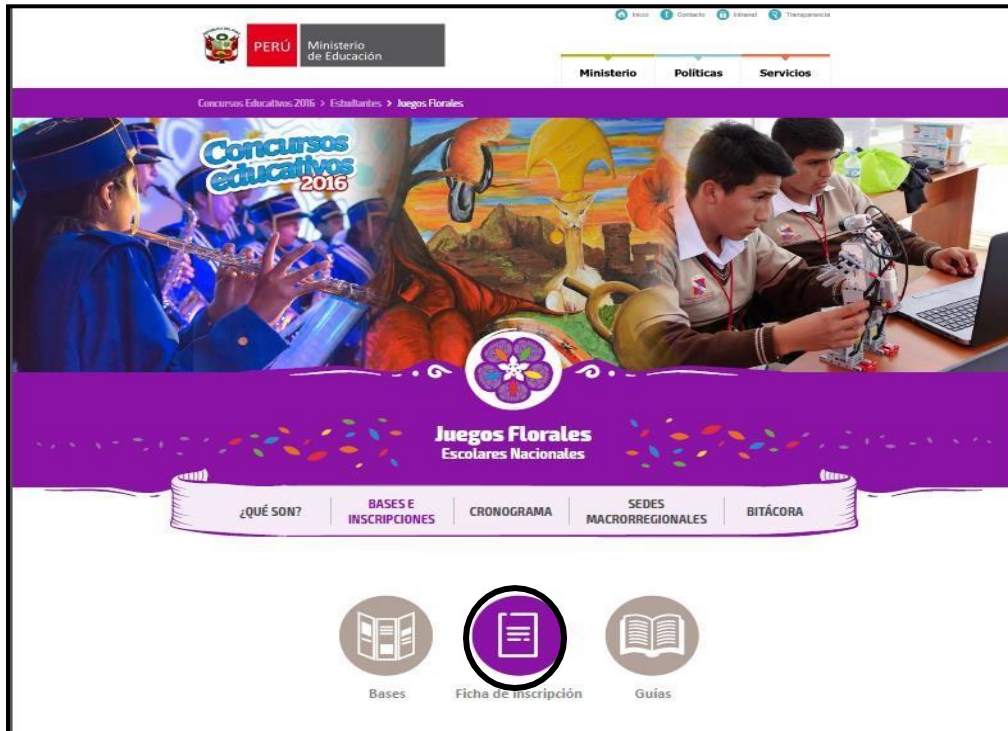 Inicio Contacto Intranet Transparencia
PERÚ
Ministerio
de Educación
Ministerio Políticas Servicios
Concursos Educativos 2016 > Estudiantes > Juegos Florales
Concursos
educativos
2016
Juegos Florales
Escolares Nacionales
¿QUÉ SON?
BASES E
INSCRIPCIONES
CRONOGRAMA
SEDES
MACRORREGIONALES
BITÁCORA
Bases Ficha de inscripción Guías